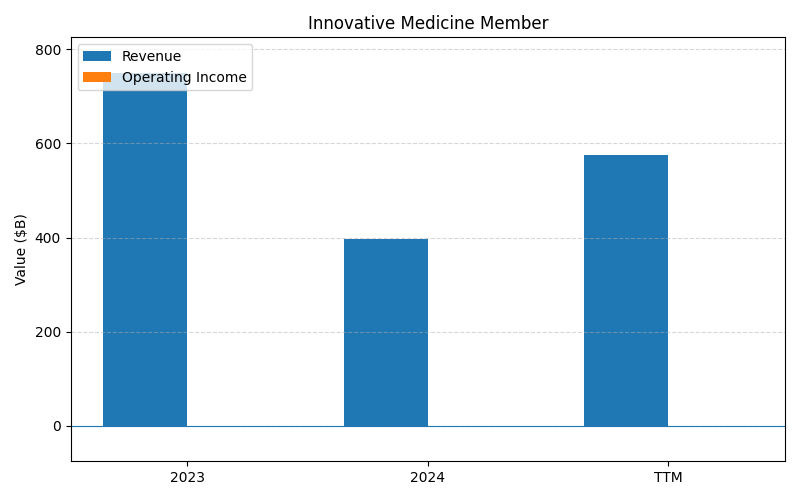 Innovative Medicine Member
Revenue
Operating Income
Value ($B)
800
600
400
200
0
2023
2024
TTM